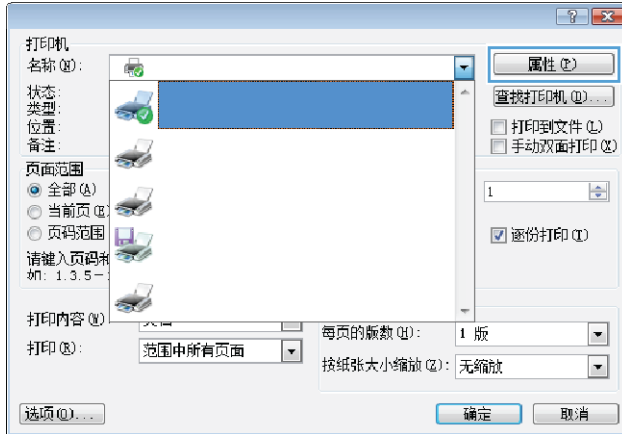 打印机
名称(N):
属性(P)
状态:
类型:
位置:
备注:
查找打印机(D)...
打印到文件(L)
手动双面打印(X)
页面范围
全部(A)
当前页(E)
页码范围
请键入页码和
如: 1.3.5-
1
逐份打印(T)
打印内容(W)
打印(R):
范围中所有页面
每页的版数(H):
1 版
按纸张大小缩放(Z):
无缩放
选项(O)...
确定
取消